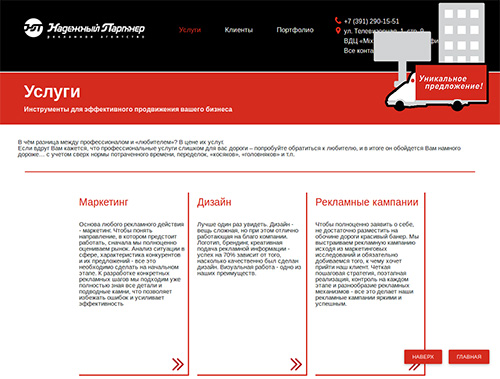 Надежный Партнер
РЕКЛАМНОЕ АГЕНТСТВО
Услуги
Клиенты
Портфолио
+7 (391) 290-15-51
ул. Телевизорная, 1 стр. 9
ВДЦ «Mix
Все конта
Уникальное
предложение!
Услуги
Инструменты для эффективного продвижения вашего бизнеса
В чём разница между профессионалом и «любителем»? В цене их услуг.
Если вдруг Вам кажется, что профессиональные услуги слишком для вас дороги – попробуйте обратиться к любителю, и в итоге он обойдется Вам намного
дороже… с учетом сверх нормы потраченного времени, переделок, «косяков», «головняков» и т.п.
Маркетинг
Основа любого рекламного действия
- маркетинг. Чтобы понять
направление, в котором предстоит
работать, сначала мы полноценно
оцениваем рынок. Анализ ситуации в
сфере, характеристика конкурентов
и их предложений - все это
необходимо сделать на начальном
этапе. К разработке конкретных
рекламных шагов мы подходим уже
полностью зная все детали и
подводные камни, что позволяет
избежать ошибок и усиливает
эффективность
Дизайн
Лучше один раз увидеть. Дизайн -
вещь сложная, но при этом отлично
работающая на благо компании.
Логотип, брендинг, креативная
подача рекламной информации -
успех на 70% зависит от того,
насколько качественно был сделан
дизайн. Визуальная работа - одно из
наших преимуществ.
Рекламные кампании
Чтобы полноценно заявить о себе,
не достаточно разместить на
обочине дороги красивый банер. Мы
выстраиваем рекламную кампанию
исходя из маркетинговых
исследований и обязательно
добиваемся того, к чему хочет
прийти наш клиент. Четкая
пошаговая стратегия, поэтапная
реализация, контроль на каждом
этапе и разнообразие рекламных
механизмов - все это делает наши
рекламные кампании яркими и
успешным.
НАВЕРХ
ГЛАВНАЯ